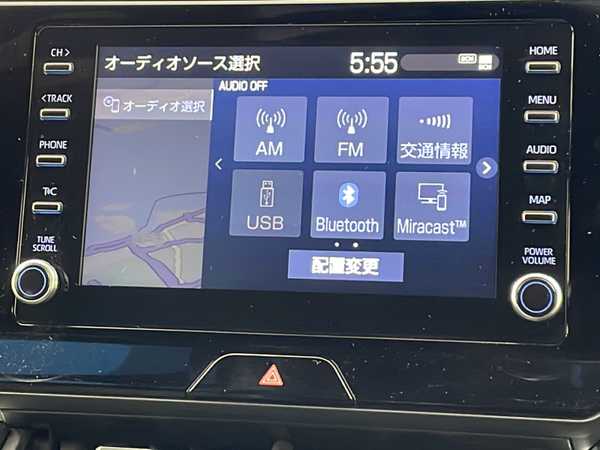 CH >
<TRACK
PHONE
T/C
TUNE
SCROLL
オーディオソース選択
5:55
AUDIO OFF
オーディオ選択
AM
FM
交通情報
USB
Bluetooth
Miracast™
配置変更
HOME
MENU
AUDIO
MAP
POWER
VOLUME